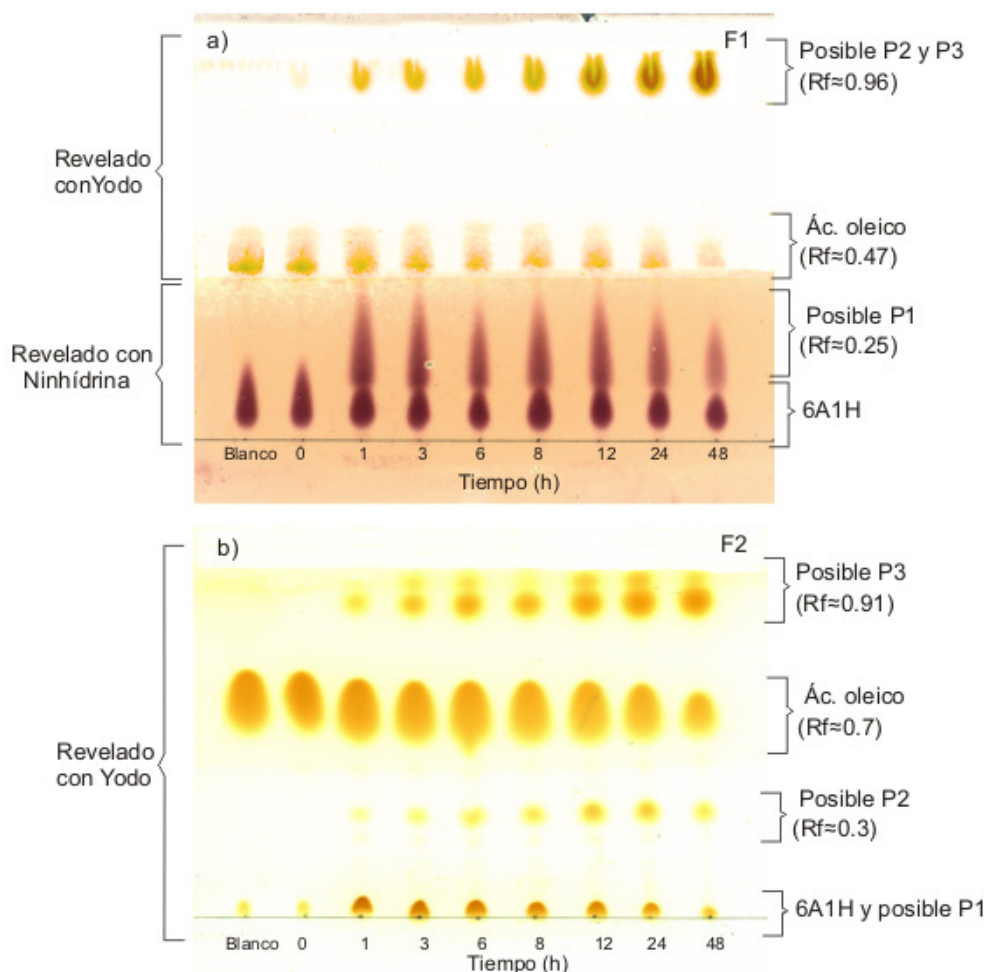 a)
F1
Posible P2 y P3
(Rf≈0.96)
Revelado
conYodo
Ác. oleico
(Rf≈0.47)
Posible P1
(Rf≈0.25)
Revelado con
Ninhídrina
6A1H
Blanco 0 1 3 6 8 12 24 48
Tiempo (h)
b)
F2
Posible P3
(Rf≈0.91)
Ác. oleico
(Rf≈0.7)
Revelado
con Yodo
Posible P2
(Rf≈0.3)
6A1H y posible P1
Blanco 0 1 3 6 8 12 24 48
Tiempo (h)